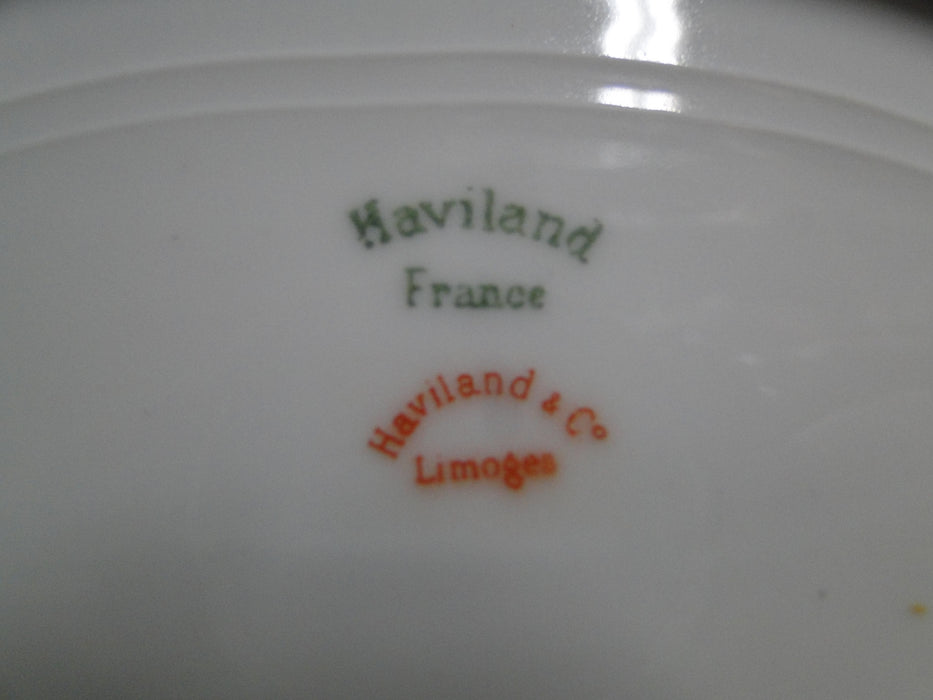 Haviland
France
Haviland & Co
Limoges